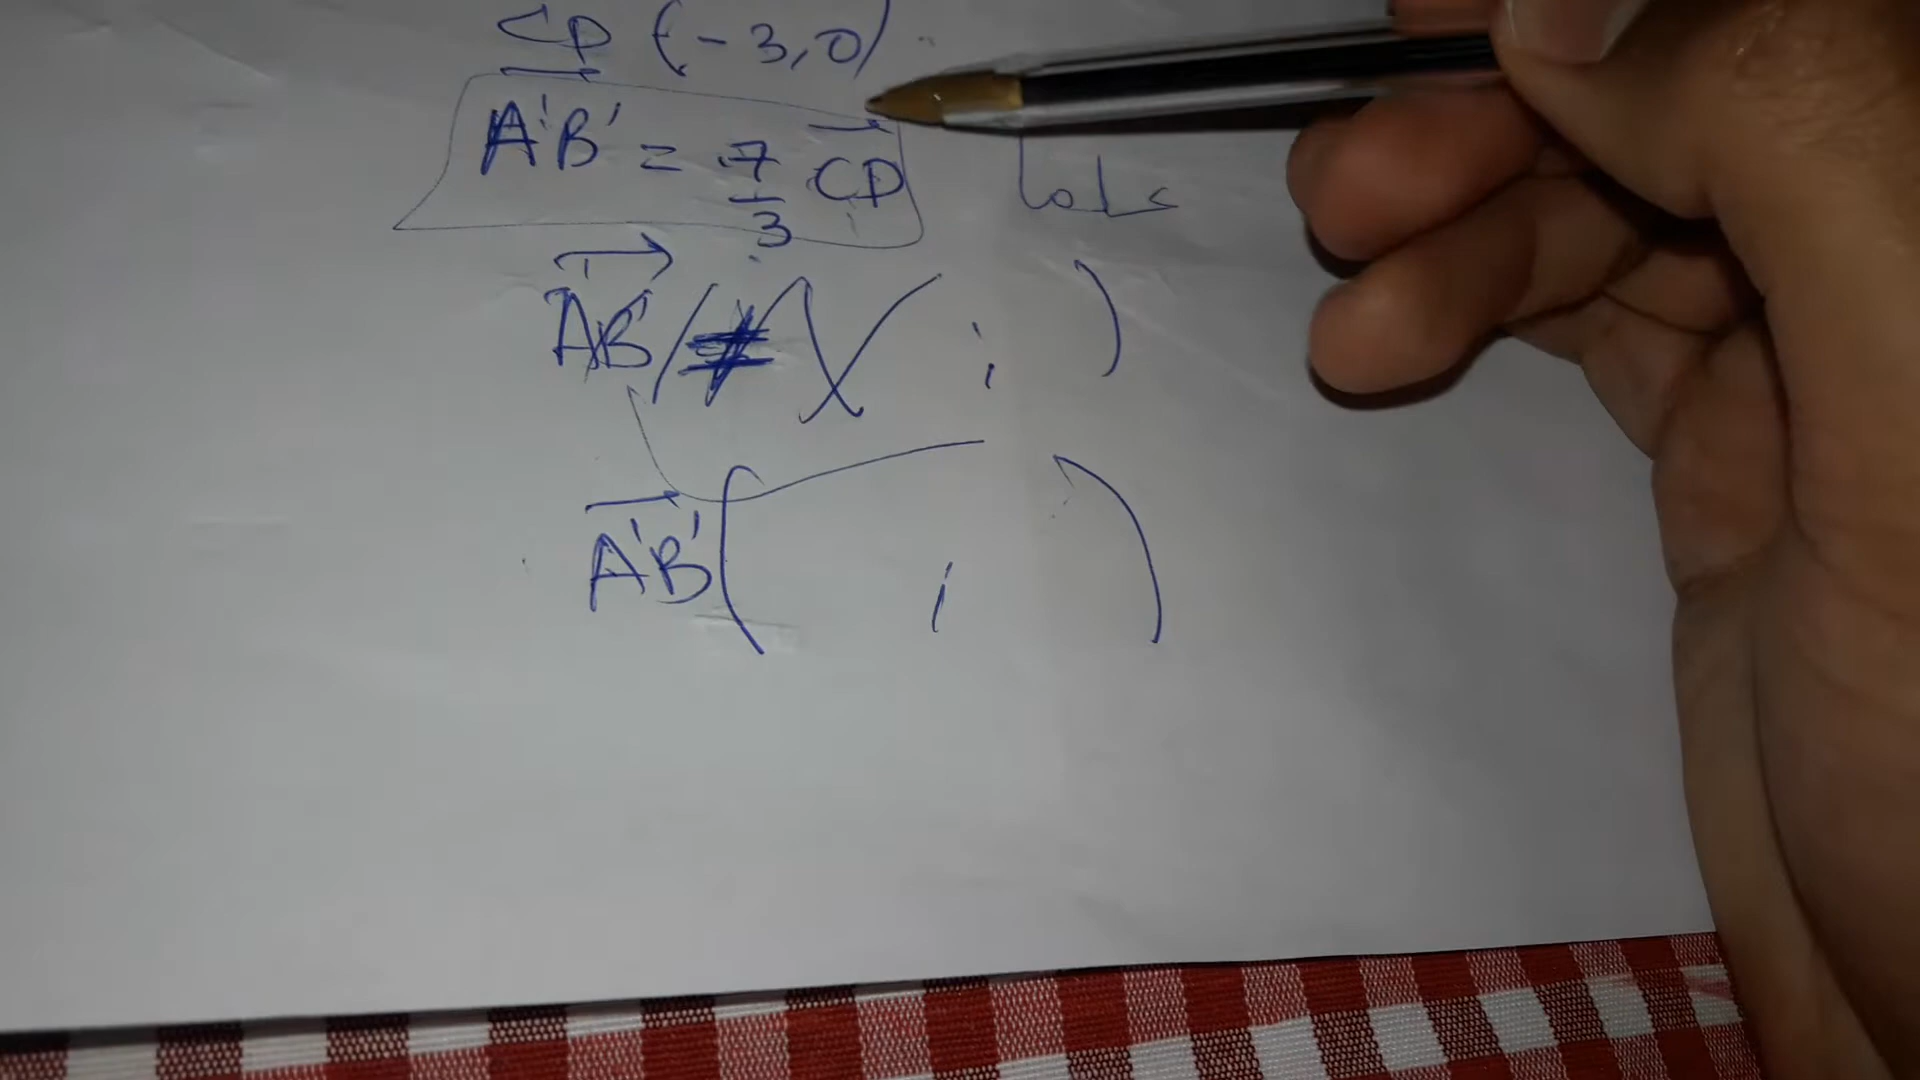 CD (-3,0)
A'B' = 7/3 CD
A'B' ( ; )
A'B' ( ; )